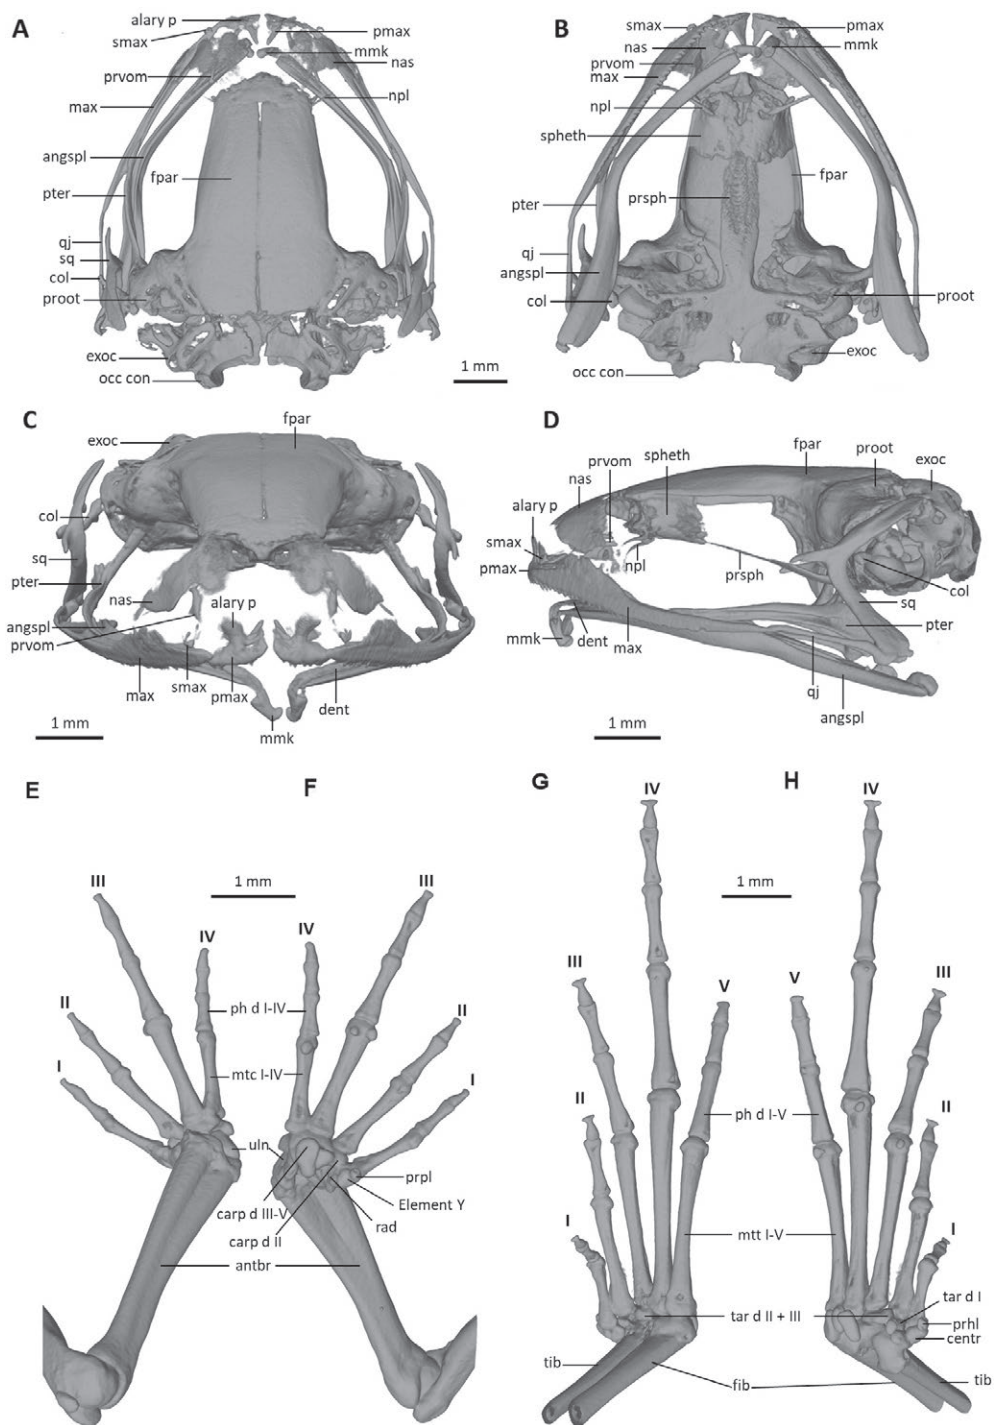 A
alary p
smax
pmax
mmk
prvom
nas
max
npl
angspl
fpar
pter
qj
sq
col
proot
exoc
occ con
1 mm
B
smax
pmax
nas
mmk
prvom
max
npl
spheth
fpar
prsph
pter
qj
angspl
col
proot
exoc
occ con
C
fpar
exoc
col
sq
pter
nas
alary p
angspl
prvom
max
smax
pmax
dent
mmk
1 mm
D
fpar
proot
exoc
spheth
prvom
nas
alary p
smax
pmax
npl
prsph
col
sq
pter
mmk
dent
max
qj
angspl
1 mm
E
F
III
III
1 mm
IV
IV
II
II
ph d I-IV
I
I
mtc I-IV
uln
prpl
Element Y
carp d III-V
rad
carp d II
antbr
G
H
IV
IV
1 mm
III
III
V
V
II
II
ph d I-V
I
I
mtt I-V
tar d I
tar d II + III
prhl
centr
tib
fib
tib